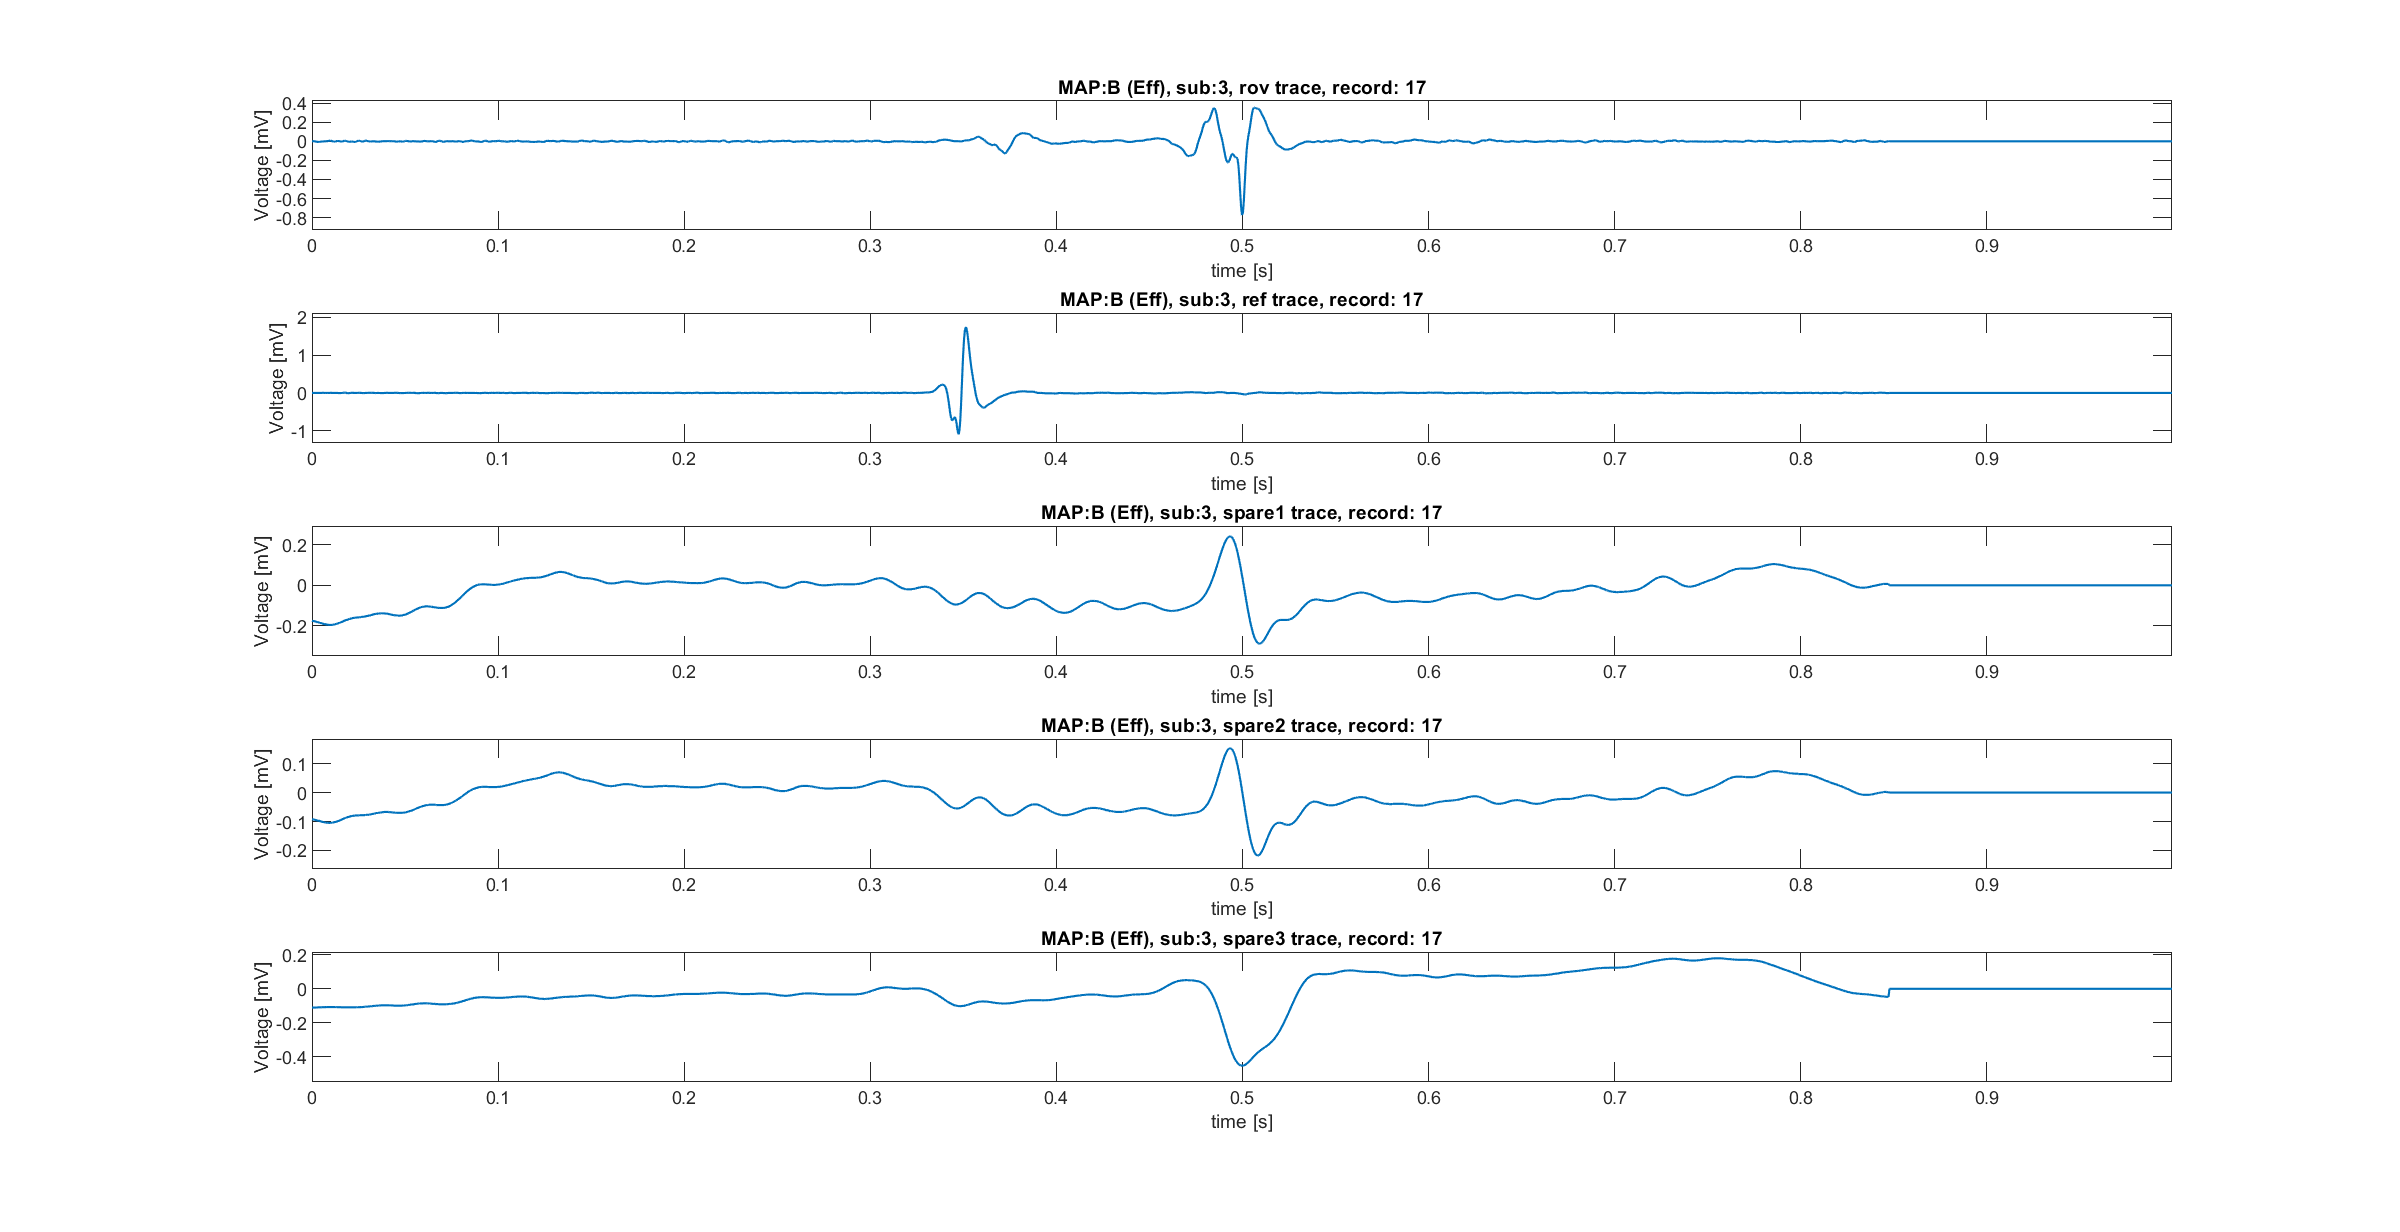 MAP:B (Eff), sub:3, rov trace, record: 17
Voltage [mV]
0.4
0.2
0
-0.2
-0.4
-0.6
-0.8
0 0.1 0.2 0.3 0.4 0.5 0.6 0.7 0.8 0.9
time [s]
MAP:B (Eff), sub:3, ref trace, record: 17
Voltage [mV]
2
1
0
-1
0 0.1 0.2 0.3 0.4 0.5 0.6 0.7 0.8 0.9
time [s]
MAP:B (Eff), sub:3, spare1 trace, record: 17
Voltage [mV]
0.2
0
-0.2
0 0.1 0.2 0.3 0.4 0.5 0.6 0.7 0.8 0.9
time [s]
MAP:B (Eff), sub:3, spare2 trace, record: 17
Voltage [mV]
0.1
0
-0.1
-0.2
0 0.1 0.2 0.3 0.4 0.5 0.6 0.7 0.8 0.9
time [s]
MAP:B (Eff), sub:3, spare3 trace, record: 17
Voltage [mV]
0.2
0
-0.2
-0.4
0 0.1 0.2 0.3 0.4 0.5 0.6 0.7 0.8 0.9
time [s]